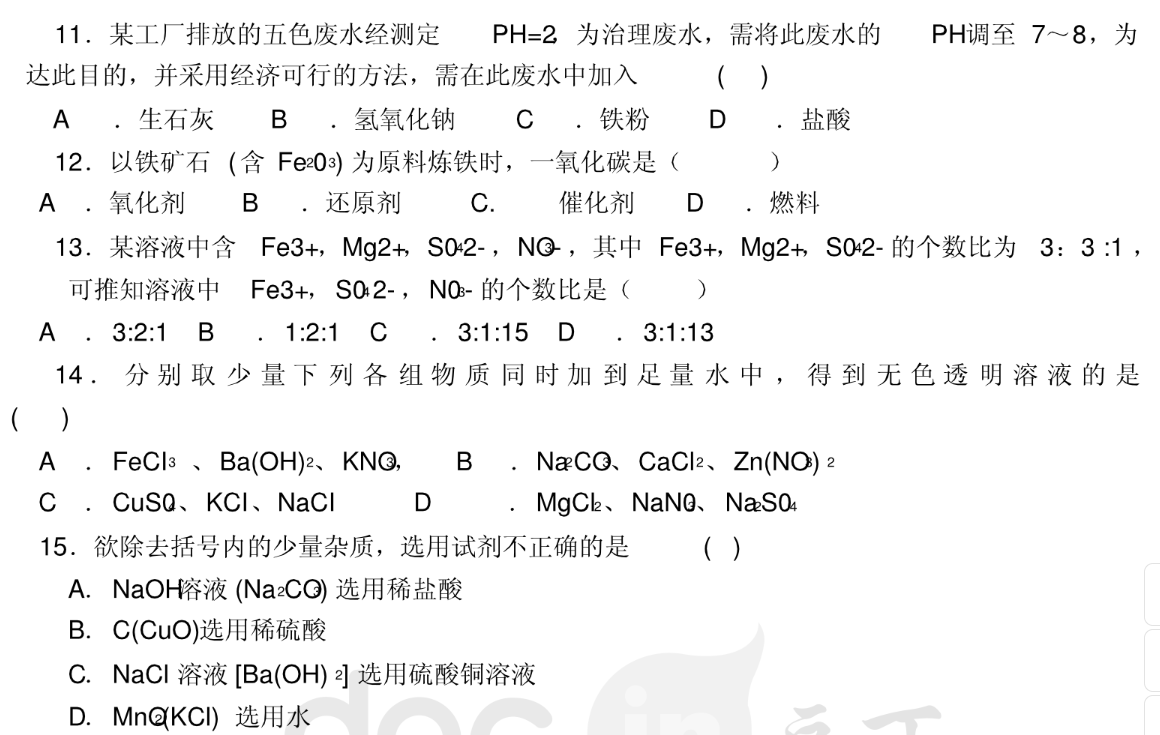 11．某工厂排放的五色废水经测定 PH=2，为治理废水，需将此废水的 PH调至 7～8，为
达此目的，并采用经济可行的方法，需在此废水中加入 ( )
A ．生石灰 B ．氢氧化钠 C ．铁粉 D ．盐酸
12．以铁矿石 (含 Fe203) 为原料炼铁时，一氧化碳是（ ）
A ．氧化剂 B ．还原剂 C. 催化剂 D ．燃料
13．某溶液中含 Fe3+，Mg2+，S042-，NO3-，其中 Fe3+，Mg2+，S042- 的个数比为 3：3 :1，
可推知溶液中 Fe3+，S042-，N03- 的个数比是（ ）
A ．3:2:1 B ．1:2:1 C ．3:1:15 D ．3:1:13
14．分别取少量下列各组物质同时加到足量水中，得到无色透明溶液的是
( )
A ．FeCl3 、Ba(OH)2、KNO3， B ．Na2CO3、CaCl2、Zn(NO3) 2
C ．CuS04、KCl、NaCl D ．MgCl2、NaN03、Na2S04
15．欲除去括号内的少量杂质，选用试剂不正确的是 ( )
A. NaOH溶液 (Na2CO3) 选用稀盐酸
B. C(CuO)选用稀硫酸
C. NaCl 溶液 [Ba(OH) 2] 选用硫酸铜溶液
D. MnO2(KCl) 选用水